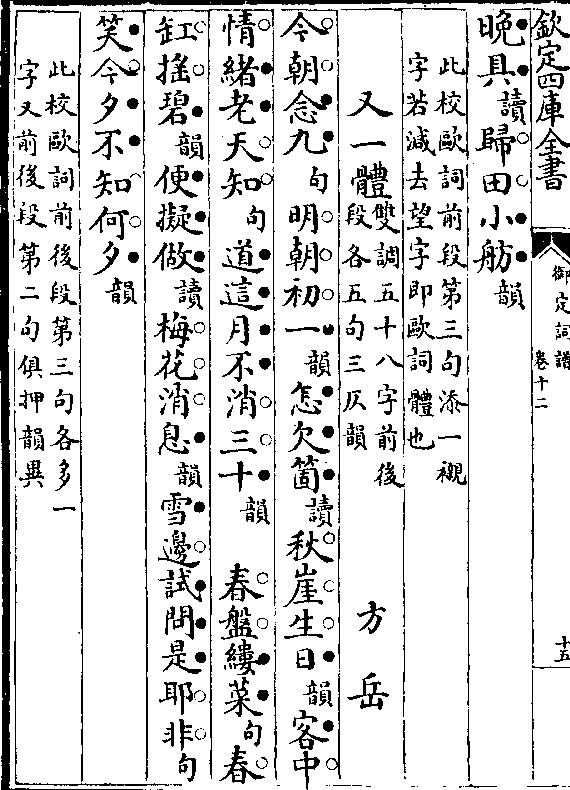 欽定四庫全書
御定詞譜
卷十二
十五
晚具讀歸田小舫韻
此校歐詞前段第三句添一襯
字若減去望字即歐詞體也
又一體雙調五十八字前後
段各五句三仄韻
方岳
今朝念九句明朝初一韻怎欠箇讀秋崖生日韻客中
情緒老天知句道這月不消三十韻 春盤縷菜句春
缸搖碧韻便擬做讀梅花消息韻雪邊試問是耶非句
笑今夕不知何夕韻
此校歐詞前後段第三句各多一
字又前後段第二句俱押韻異